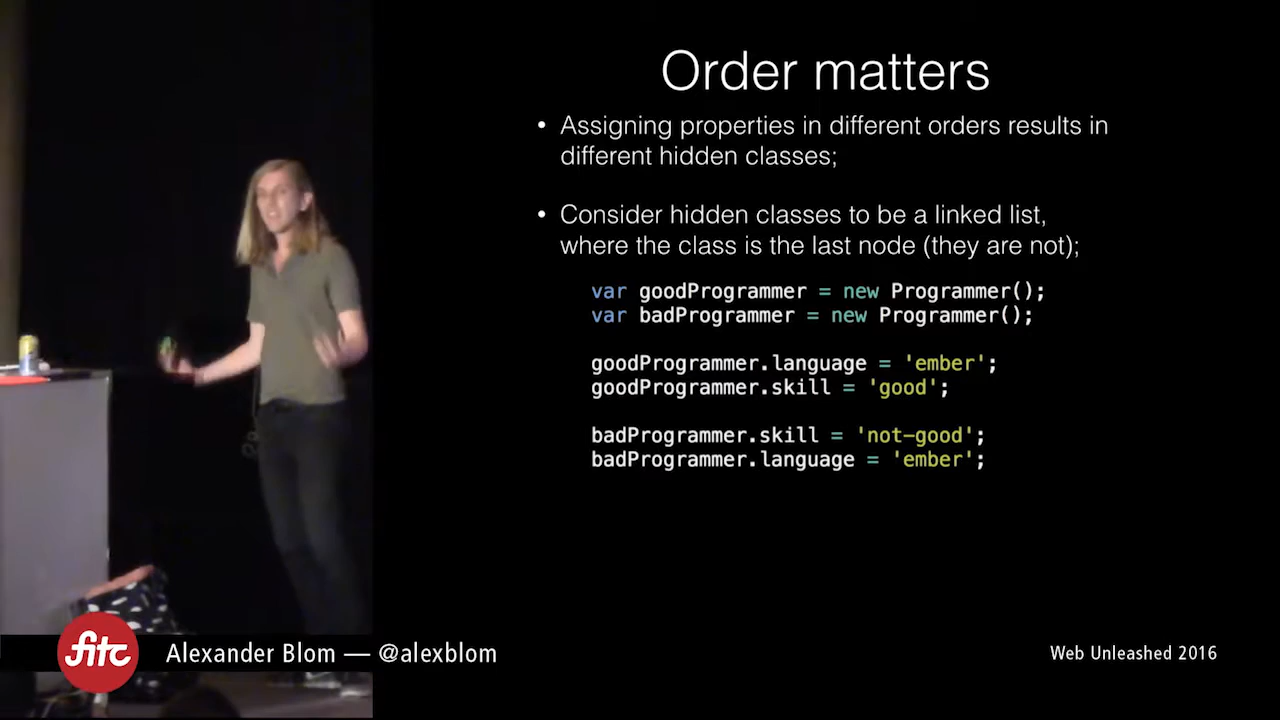 Order matters
• Assigning properties in different orders results in
different hidden classes;
• Consider hidden classes to be a linked list,
where the class is the last node (they are not);
var goodProgrammer = new Programmer();
var badProgrammer = new Programmer();
goodProgrammer.language = 'ember';
goodProgrammer.skill = 'good';
badProgrammer.skill = 'not-good';
badProgrammer.language = 'ember';
fitc
Alexander Blom — @alexblom
Web Unleashed 2016